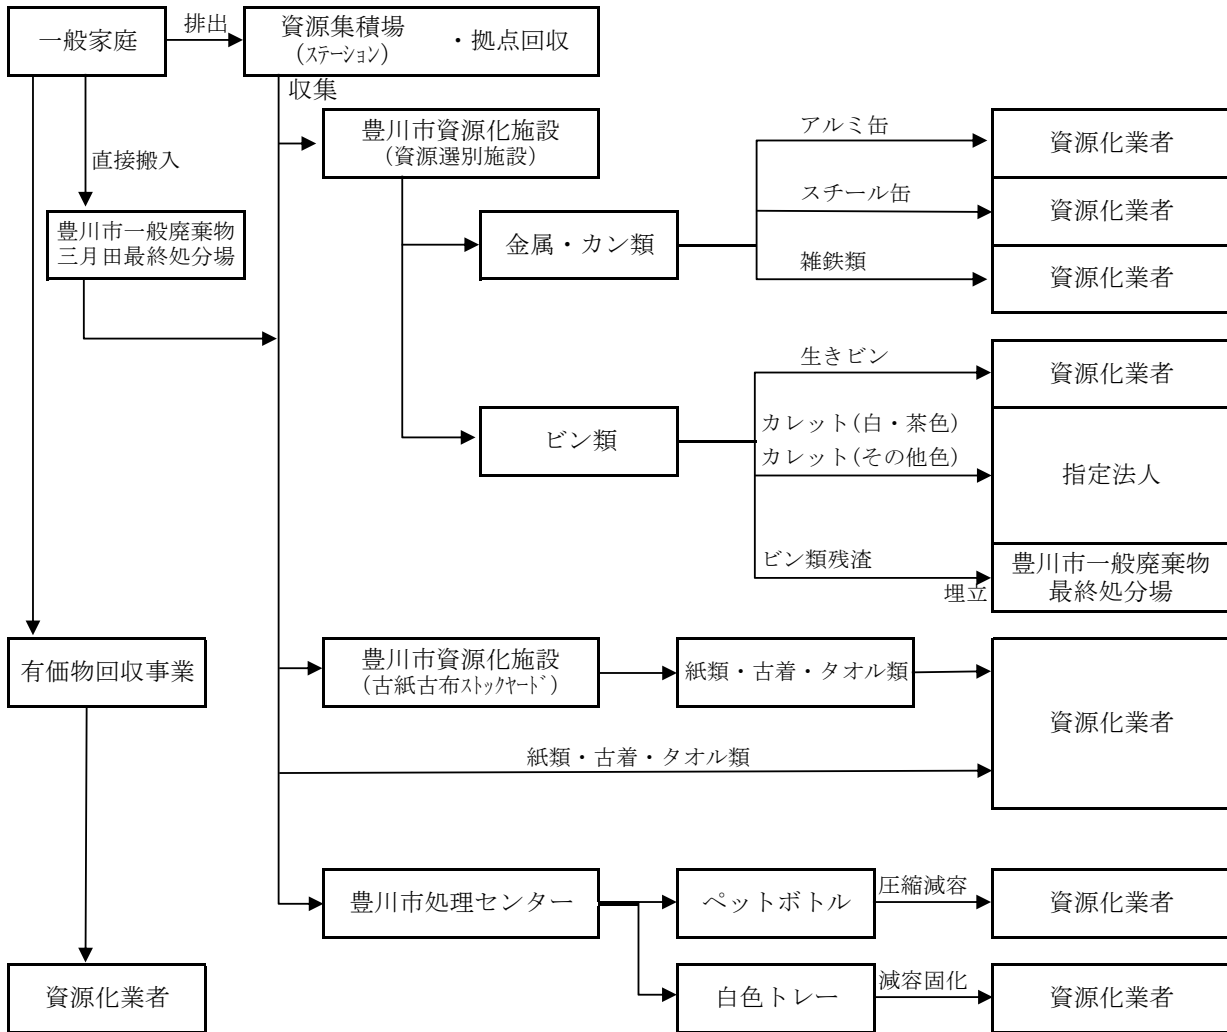 一般家庭
排出
資源集積場 ・拠点回収
(ｽﾃｰｼｮﾝ)
収集
豊川市資源化施設
(資源選別施設)
アルミ缶
資源化業者
直接搬入
豊川市一般廃棄物
三月田最終処分場
金属・カン類
スチール缶
資源化業者
雑鉄類
資源化業者
生きビン
資源化業者
ビン類
カレット(白・茶色)
カレット(その他色)
指定法人
ビン類残渣
埋立
豊川市一般廃棄物
最終処分場
有価物回収事業
豊川市資源化施設
(古紙古布ｽﾄｯｸﾔｰﾄﾞ)
紙類・古着・タオル類
資源化業者
紙類・古着・タオル類
豊川市処理センター
ペットボトル
圧縮減容
資源化業者
資源化業者
白色トレー
減容固化
資源化業者